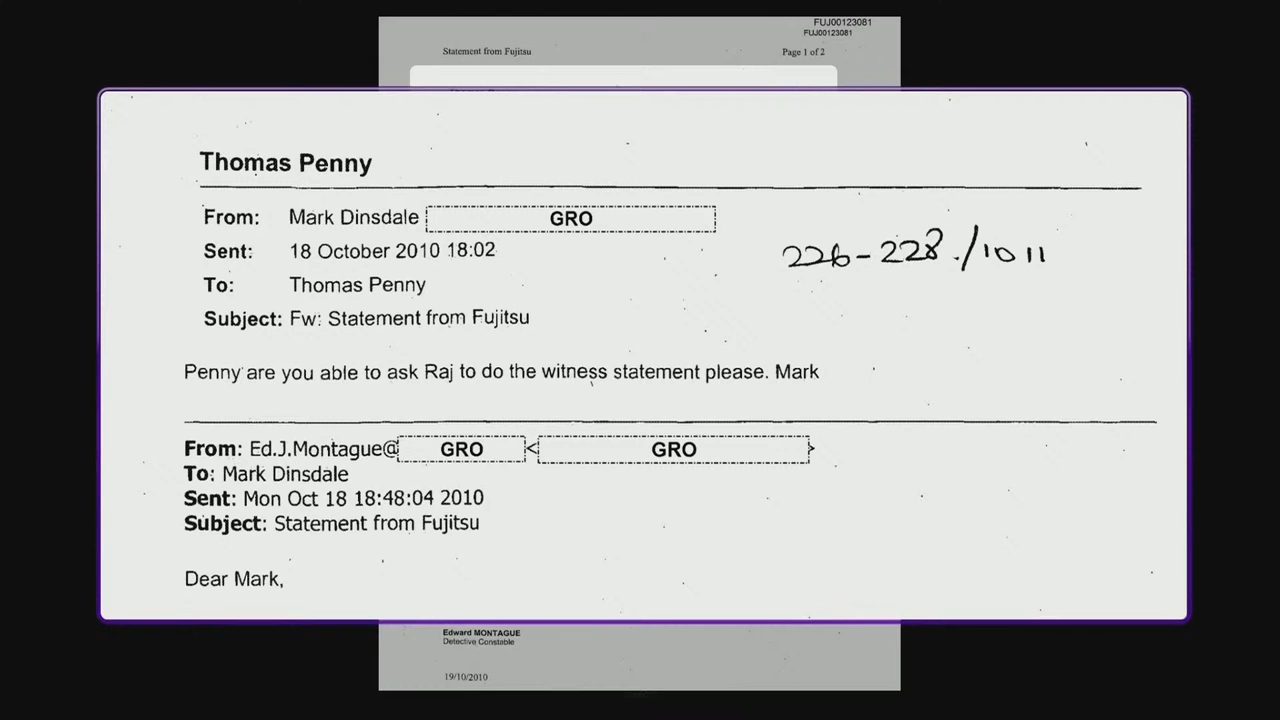 FUJ00123081
FUJ00123081
Statement from Fujitsu
Page 1 of 2
Thomas Penny
From: Mark Dinsdale GRO
Sent: 18 October 2010 18:02
226-228./1011
To: Thomas Penny
Subject: Fw: Statement from Fujitsu
Penny are you able to ask Raj to do the witness statement please. Mark
From: Ed.J.Montague@ GRO < GRO >
To: Mark Dinsdale
Sent: Mon Oct 18 18:48:04 2010
Subject: Statement from Fujitsu
Dear Mark,
Edward MONTAGUE
Detective Constable
19/10/2010